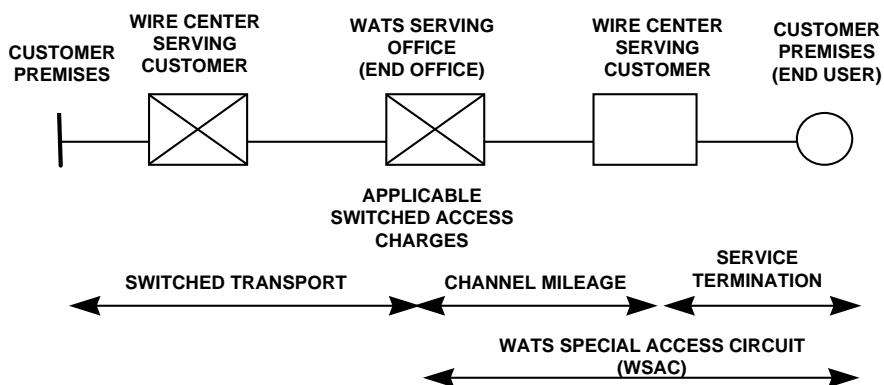 CUSTOMER
PREMISES
WIRE CENTER
SERVING
CUSTOMER
WATS SERVING
OFFICE
(END OFFICE)
WIRE CENTER
SERVING
CUSTOMER
CUSTOMER
PREMISES
(END USER)
APPLICABLE
SWITCHED ACCESS
CHARGES
SWITCHED TRANSPORT
CHANNEL MILEAGE
SERVICE
TERMINATION
WATS SPECIAL ACCESS CIRCUIT
(WSAC)